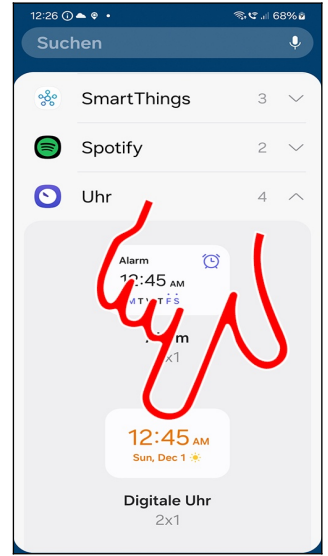 12:26
68%
Suchen
SmartThings 3
Spotify 2
Uhr 4
Alarm
12:45 AM
M T W T F S
2x1
12:45 AM
Sun, Dec 1
Digitale Uhr
2x1